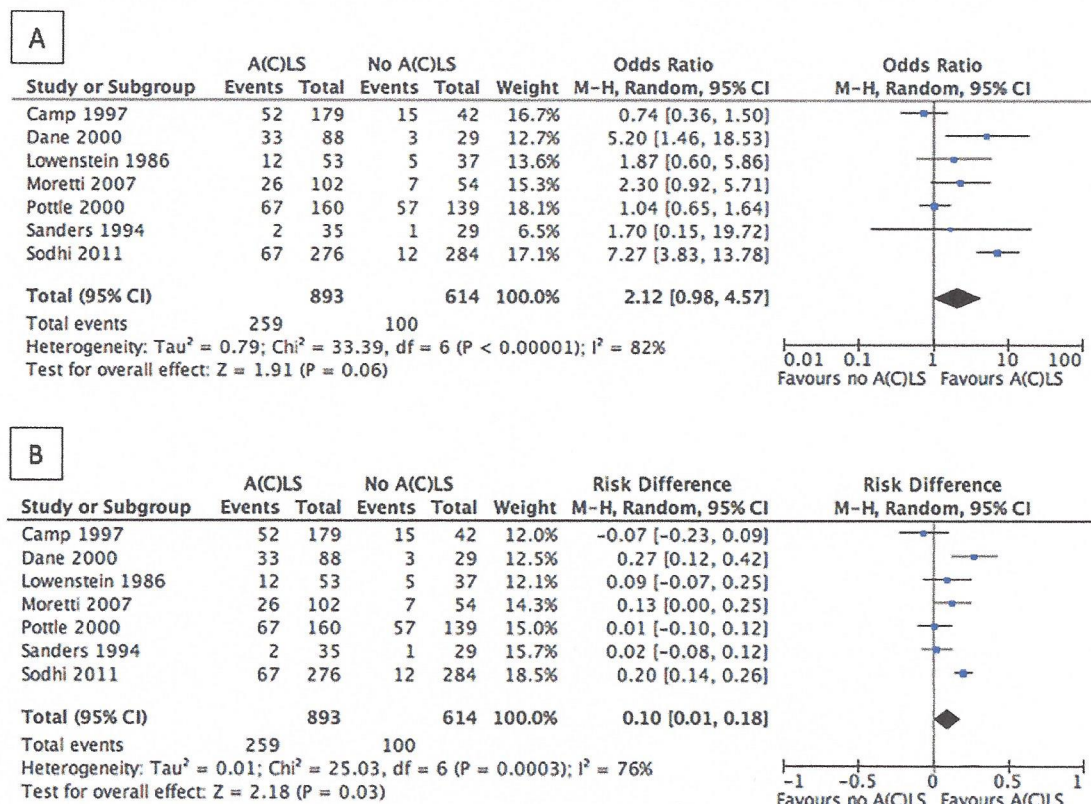 A
A(C)LS No A(C)LS Odds Ratio Odds Ratio
Study or Subgroup Events Total Events Total Weight M-H, Random, 95% CI M-H, Random, 95% CI
Camp 1997 52 179 15 42 16.7% 0.74 [0.36, 1.50]
Dane 2000 33 88 3 29 12.7% 5.20 [1.46, 18.53]
Lowenstein 1986 12 53 5 37 13.6% 1.87 [0.60, 5.86]
Moretti 2007 26 102 7 54 15.3% 2.30 [0.92, 5.71]
Pottle 2000 67 160 57 139 18.1% 1.04 [0.65, 1.64]
Sanders 1994 2 35 1 29 6.5% 1.70 [0.15, 19.72]
Sodhi 2011 67 276 12 284 17.1% 7.27 [3.83, 13.78]
Total (95% CI) 893 614 100.0% 2.12 [0.98, 4.57]
Total events 259 100
Heterogeneity: Tau² = 0.79; Chi² = 33.39, df = 6 (P < 0.00001); I² = 82%
Test for overall effect: Z = 1.91 (P = 0.06)
0.01 0.1 1 10 100
Favours no A(C)LS Favours A(C)LS
B
A(C)LS No A(C)LS Risk Difference Risk Difference
Study or Subgroup Events Total Events Total Weight M-H, Random, 95% CI M-H, Random, 95% CI
Camp 1997 52 179 15 42 12.0% -0.07 [-0.23, 0.09]
Dane 2000 33 88 3 29 12.5% 0.27 [0.12, 0.42]
Lowenstein 1986 12 53 5 37 12.1% 0.09 [-0.07, 0.25]
Moretti 2007 26 102 7 54 14.3% 0.13 [0.00, 0.25]
Pottle 2000 67 160 57 139 15.0% 0.01 [-0.10, 0.12]
Sanders 1994 2 35 1 29 15.7% 0.02 [-0.08, 0.12]
Sodhi 2011 67 276 12 284 18.5% 0.20 [0.14, 0.26]
Total (95% CI) 893 614 100.0% 0.10 [0.01, 0.18]
Total events 259 100
Heterogeneity: Tau² = 0.01; Chi² = 25.03, df = 6 (P = 0.0003); I² = 76%
Test for overall effect: Z = 2.18 (P = 0.03)
-1 -0.5 0 0.5 1
Favours no A(C)LS Favours A(C)LS